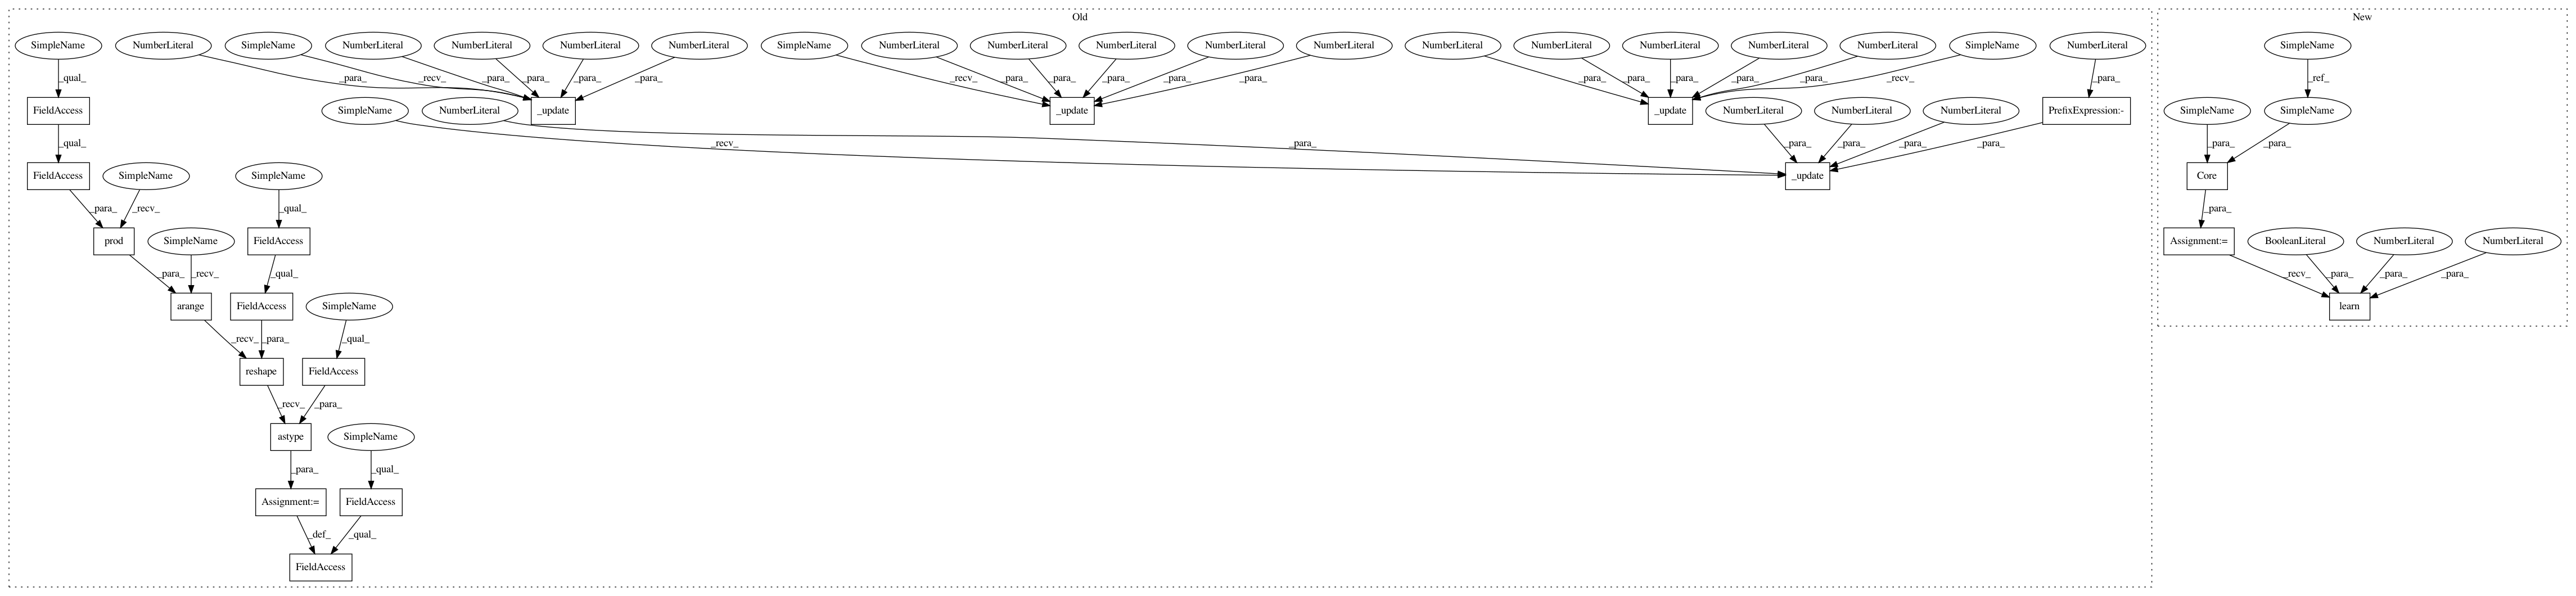 Old
New
SimpleName NumberLiteral SimpleName NumberLiteral NumberLiteral NumberLiteral NumberLiteral SimpleName NumberLiteral NumberLiteral NumberLiteral NumberLiteral NumberLiteral NumberLiteral NumberLiteral NumberLiteral NumberLiteral NumberLiteral SimpleName NumberLiteral SimpleName
_qual_ _para_ _recv_ _para_ _para_ _para_ _para_ _recv_ _para_ _para_ _para_ _para_ _para_ _para_ _para_ _para_ _para_ _para_ _recv_ _para_ _ref_
FieldAccess SimpleName NumberLiteral _update _update _update NumberLiteral NumberLiteral NumberLiteral PrefixExpression:- SimpleName SimpleName
_qual_ _recv_ _para_ _para_ _para_ _para_ _para_ _para_ _para_
FieldAccess SimpleName SimpleName _update Core
_para_ _recv_ _qual_ _para_
prod SimpleName FieldAccess Assignment:= BooleanLiteral NumberLiteral NumberLiteral
_para_ _recv_ _qual_ _recv_ _para_ _para_ _para_
arange FieldAccess SimpleName learn
_recv_ _para_ _qual_
reshape FieldAccess
_recv_ _para_
astype SimpleName
_para_ _qual_
Assignment:= FieldAccess
_def_ _qual_
FieldAccess